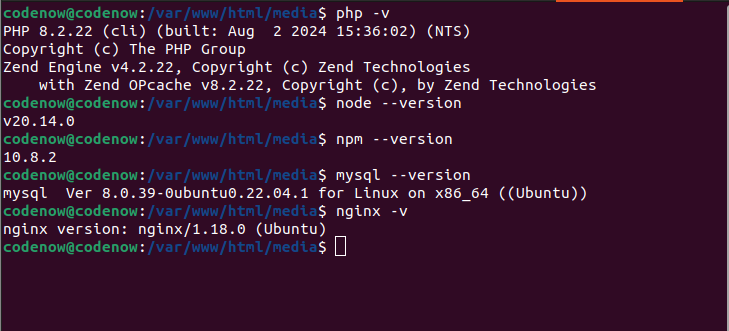 codenow@codenow:/var/www/html/media$ php -v
PHP 8.2.22 (cli) (built: Aug  2 2024 15:36:02) (NTS)
Copyright (c) The PHP Group
Zend Engine v4.2.22, Copyright (c) Zend Technologies
    with Zend OPcache v8.2.22, Copyright (c), by Zend Technologies
codenow@codenow:/var/www/html/media$ node --version
v20.14.0
codenow@codenow:/var/www/html/media$ npm --version
10.8.2
codenow@codenow:/var/www/html/media$ mysql --version
mysql  Ver 8.0.39-0ubuntu0.22.04.1 for Linux on x86_64 ((Ubuntu))
codenow@codenow:/var/www/html/media$ nginx -v
nginx version: nginx/1.18.0 (Ubuntu)
codenow@codenow:/var/www/html/media$